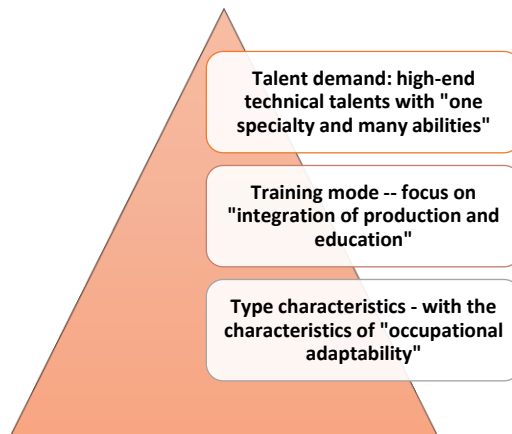 Talent demand: high-end
technical talents with "one
specialty and many abilities"
Training mode -- focus on
"integration of production and
education"
Type characteristics - with the
characteristics of "occupational
adaptability"